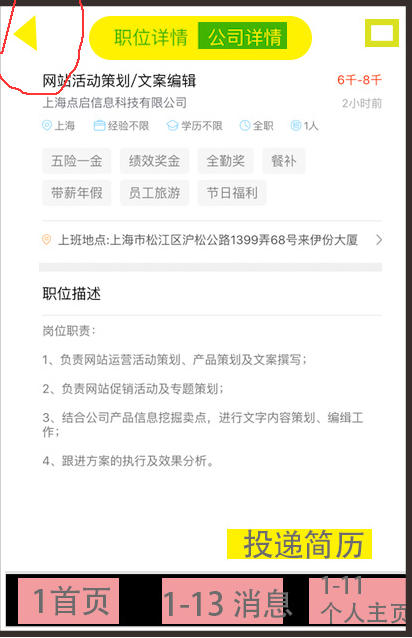 职位详情 公司详情
网站活动策划/文案编辑 6千-8千
上海点启信息科技有限公司 2小时前
上海 经验不限 学历不限 全职 1人
五险一金 绩效奖金 全勤奖 餐补
带薪年假 员工旅游 节日福利
上班地点:上海市松江区沪松公路1399弄68号来伊份大厦
职位描述
岗位职责：
1、负责网站运营活动策划、产品策划及文案撰写；
2、负责网站促销活动及专题策划；
3、结合公司产品信息挖掘卖点，进行文字内容策划、编缉工
作；
4、跟进方案的执行及效果分析。
投递简历
1首页 1-13 消息 1-11
个人主页